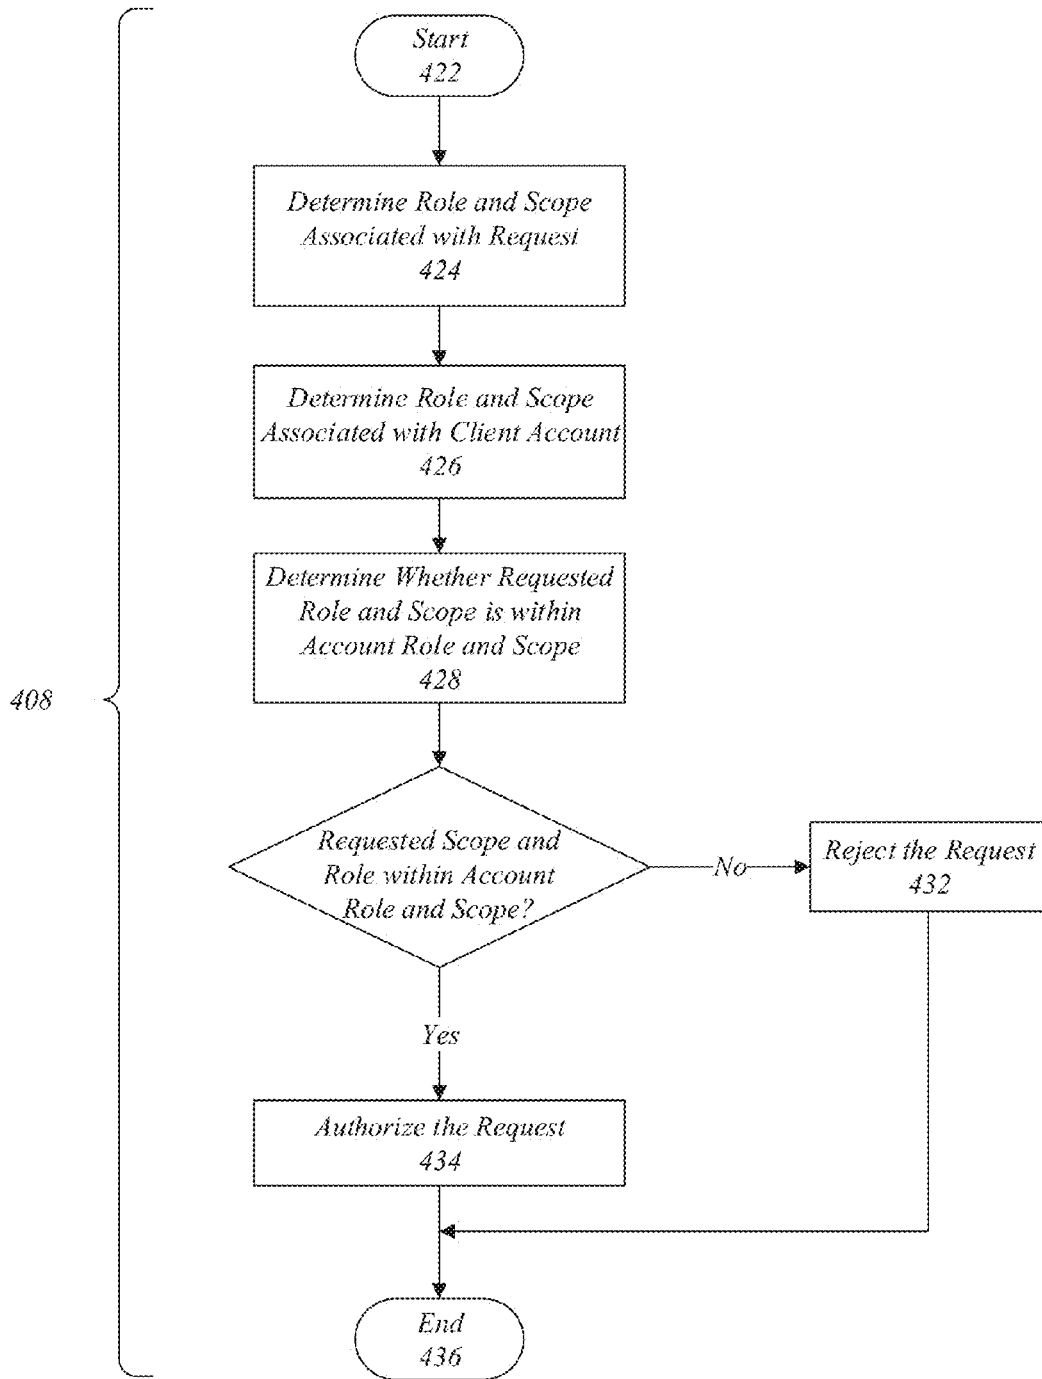 Start
422
Determine Role and Scope
Associated with Request
424
Determine Role and Scope
Associated with Client Account
426
Determine Whether Requested
Role and Scope is within
Account Role and Scope
428
408
Requested Scope and
Role within Account
Role and Scope?
No
Reject the Request
432
Yes
Authorize the Request
434
End
436